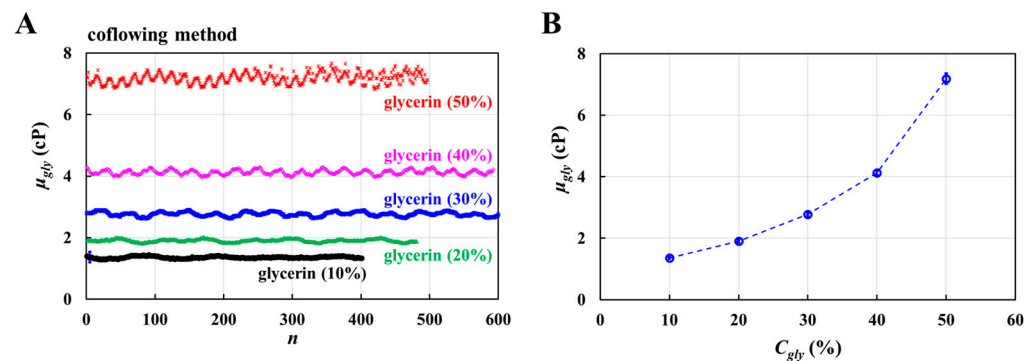 A
coflowing method
8
6
4
2
0
μgly (cP)
glycerin (50%)
glycerin (40%)
glycerin (30%)
glycerin (20%)
glycerin (10%)
0 100 200 300 400 500 600
n
B
8
6
4
2
0
μgly (cP)
0 10 20 30 40 50 60
Cgly (%)